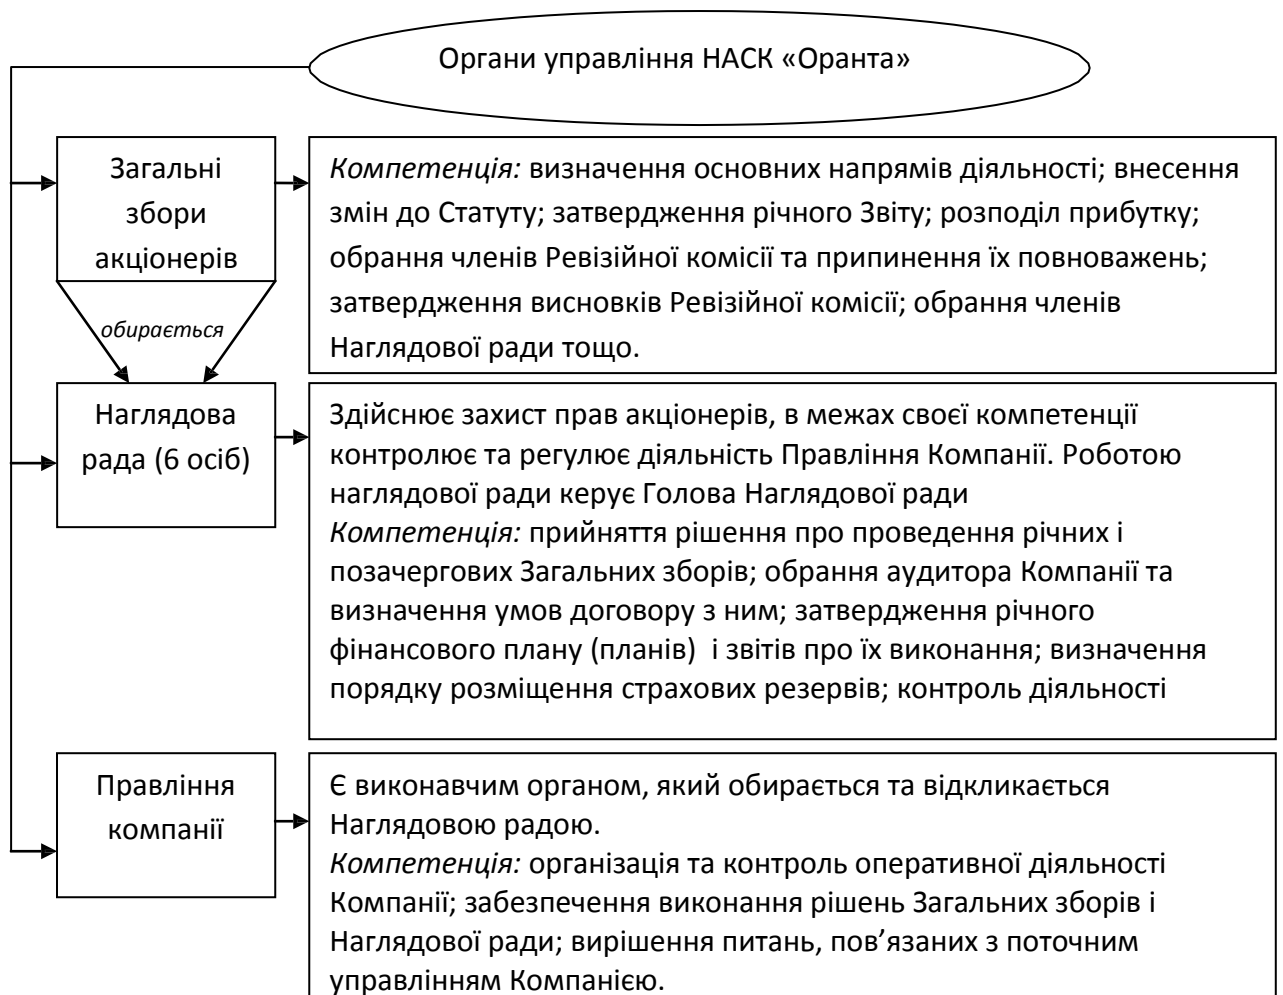 Органи управління НАСК «Оранта»
Загальні
збори
акціонерів
Компетенція: визначення основних напрямів діяльності; внесення
змін до Статуту; затвердження річного Звіту; розподіл прибутку;
обрання членів Ревізійної комісії та припинення їх повноважень;
затвердження висновків Ревізійної комісії; обрання членів
Наглядової ради тощо.
обирається
Наглядова
рада (6 осіб)
Здійснює захист прав акціонерів, в межах своєї компетенції
контролює та регулює діяльність Правління Компанії. Роботою
наглядової ради керує Голова Наглядової ради
Компетенція: прийняття рішення про проведення річних і
позачергових Загальних зборів; обрання аудитора Компанії та
визначення умов договору з ним; затвердження річного
фінансового плану (планів)  і звітів про їх виконання; визначення
порядку розміщення страхових резервів; контроль діяльності
Правління
компанії
Є виконавчим органом, який обирається та відкликається
Наглядовою радою.
Компетенція: організація та контроль оперативної діяльності
Компанії; забезпечення виконання рішень Загальних зборів і
Наглядової ради; вирішення питань, пов’язаних з поточним
управлінням Компанією.